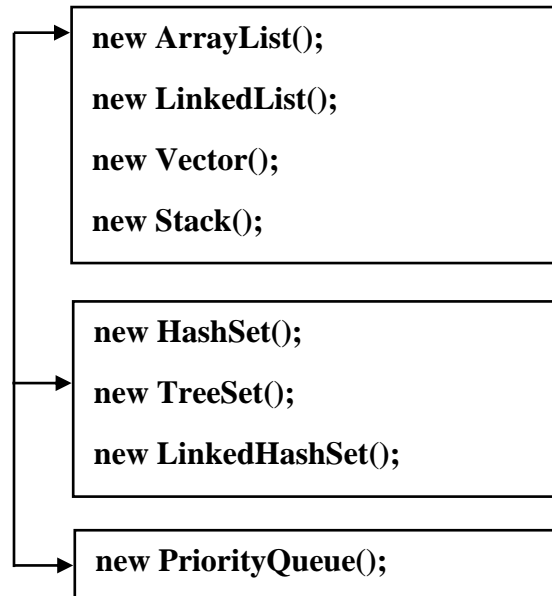 new ArrayList();
new LinkedList();
new Vector();
new Stack();
new HashSet();
new TreeSet();
new LinkedHashSet();
new PriorityQueue();